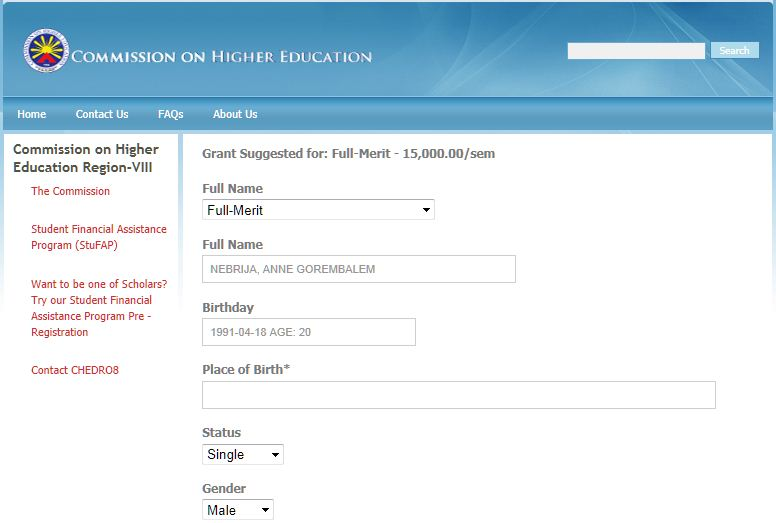 COMMISSION ON HIGHER EDUCATION
Search
Home
Contact Us
FAQs
About Us
Commission on Higher
Education Region-VIII
The Commission
Student Financial Assistance
Program (StuFAP)
Want to be one of Scholars?
Try our Student Financial
Assistance Program Pre -
Registration
Contact CHEDRO8
Grant Suggested for: Full-Merit - 15,000.00/sem
Full Name
Full-Merit
Full Name
NEBRIJA, ANNE GOREMBALEM
Birthday
1991-04-18 AGE: 20
Place of Birth*
Status
Single
Gender
Male